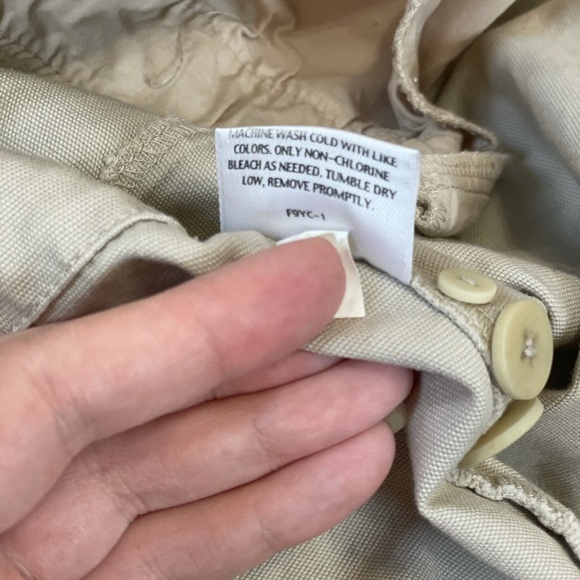 MACHINE WASH COLD WITH LIKE
COLORS. ONLY NON-CHLORINE
BLEACH AS NEEDED. TUMBLE DRY
LOW, REMOVE PROMPTLY.
F9YC-1